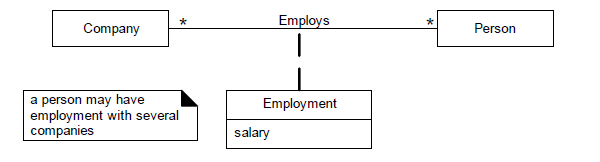 Employs
Company
*
*
Person
a person may have
employment with several
companies
Employment
salary